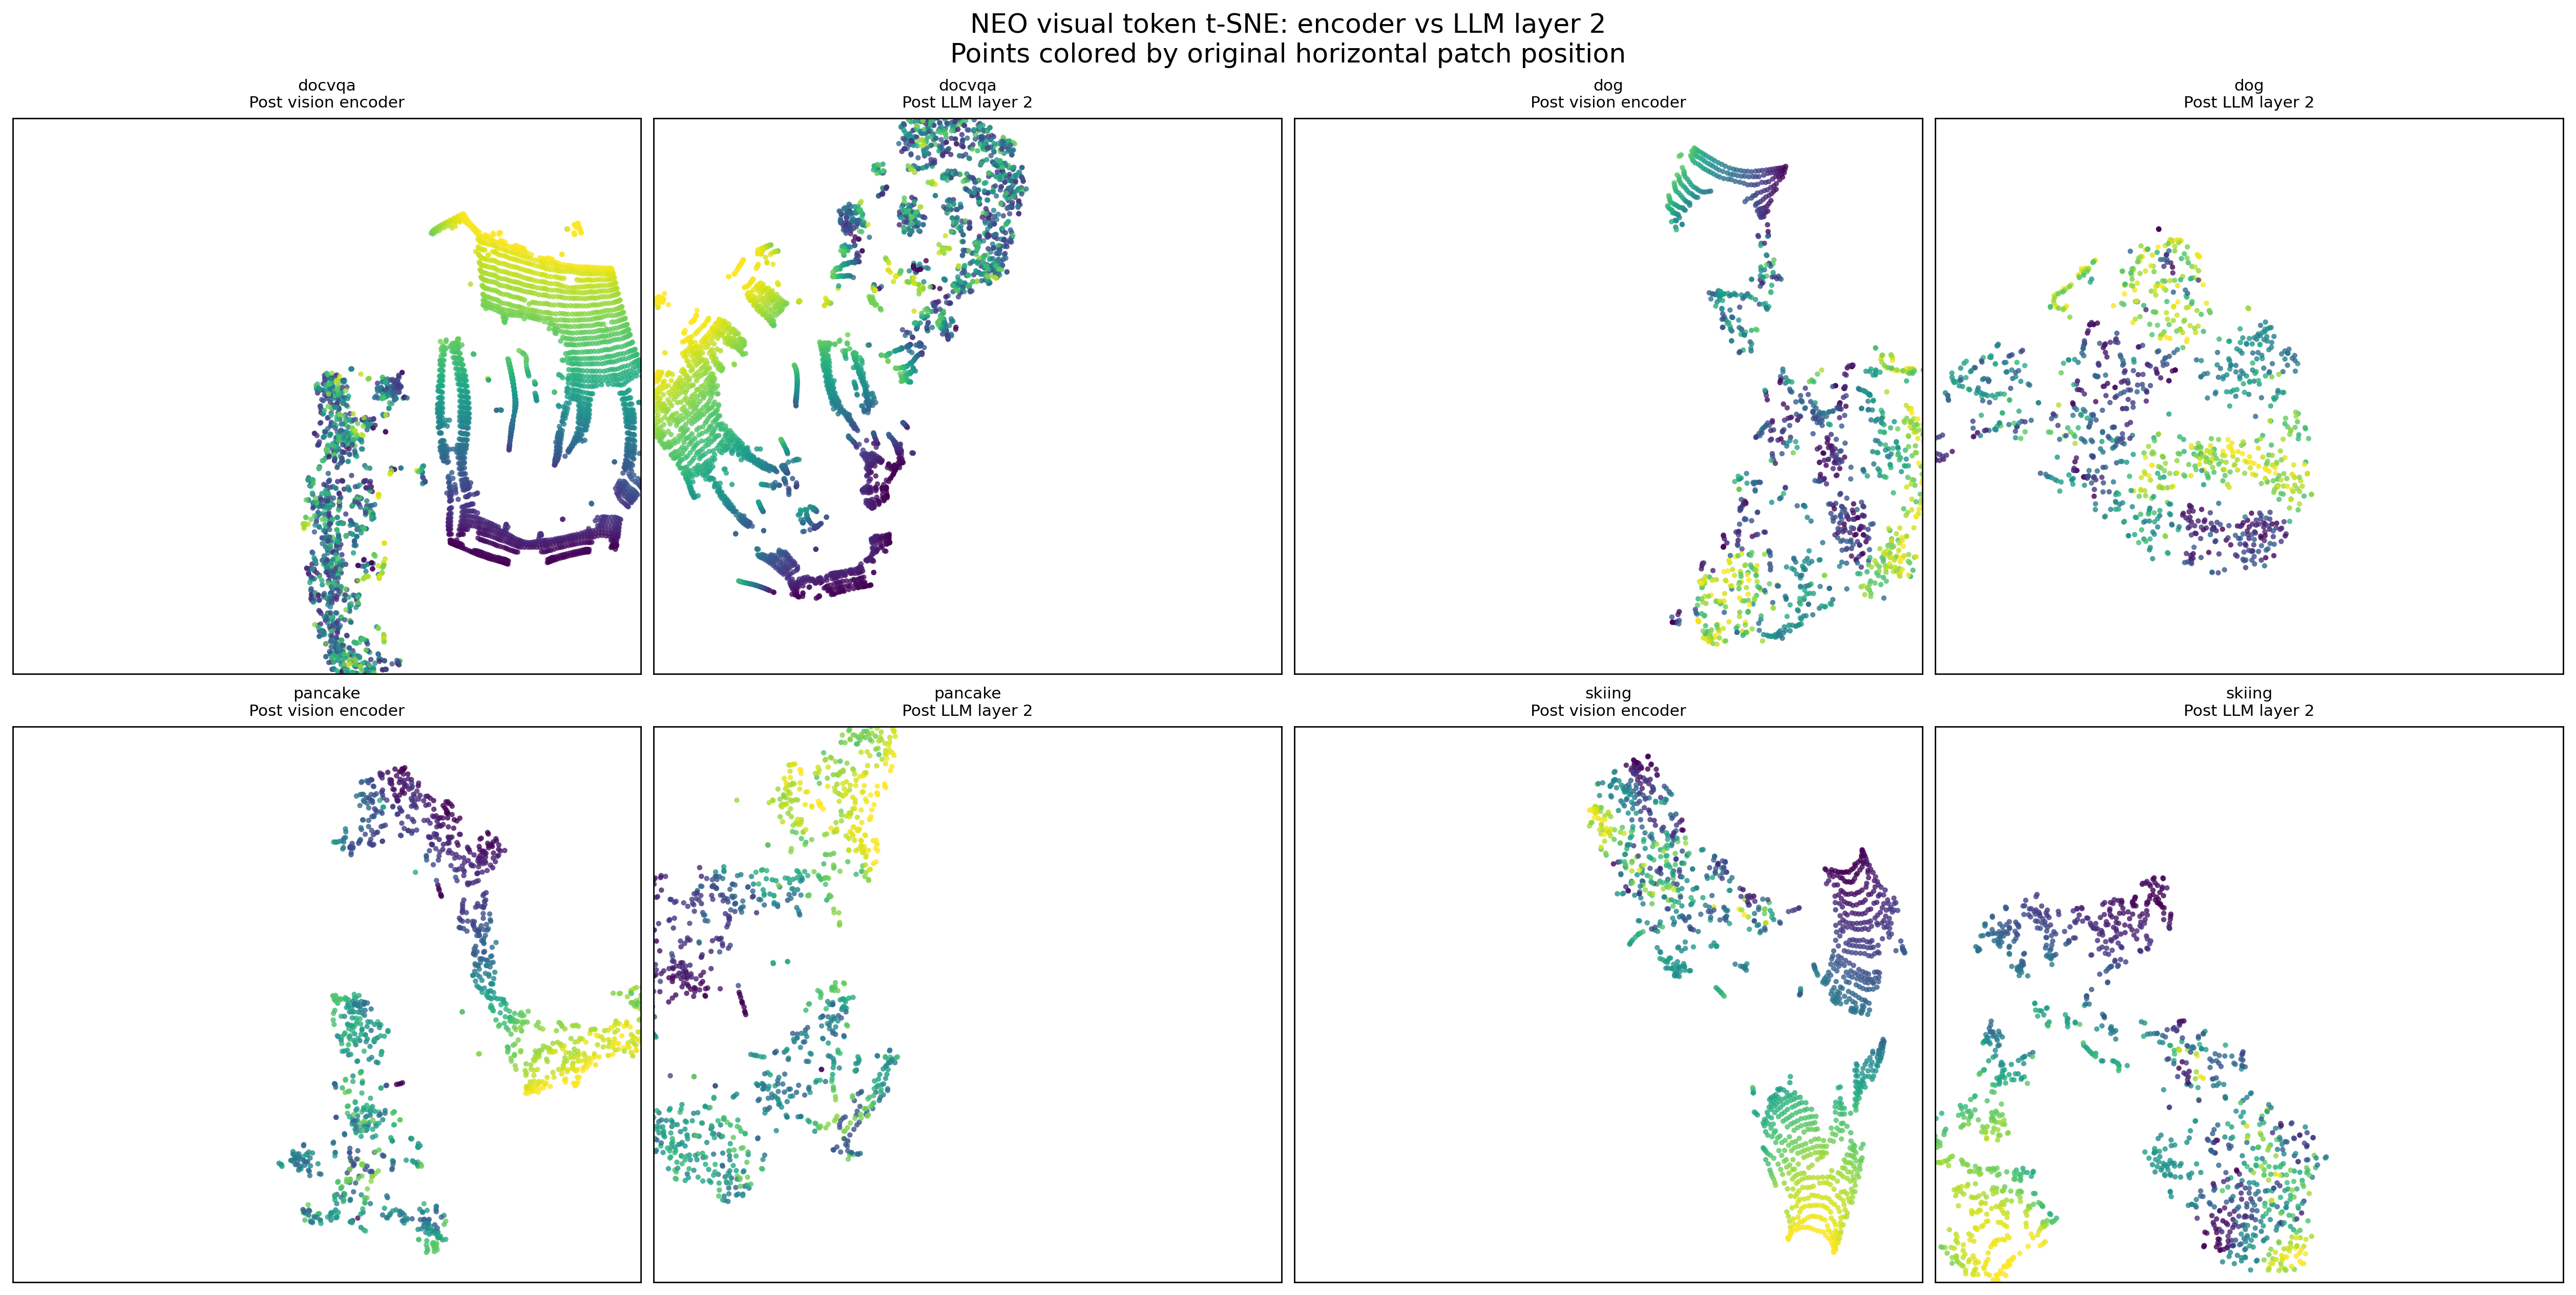 NEO visual token t-SNE: encoder vs LLM layer 2
Points colored by original horizontal patch position
docvqa
Post vision encoder
docvqa
Post LLM layer 2
dog
Post vision encoder
dog
Post LLM layer 2
pancake
Post vision encoder
pancake
Post LLM layer 2
skiing
Post vision encoder
skiing
Post LLM layer 2